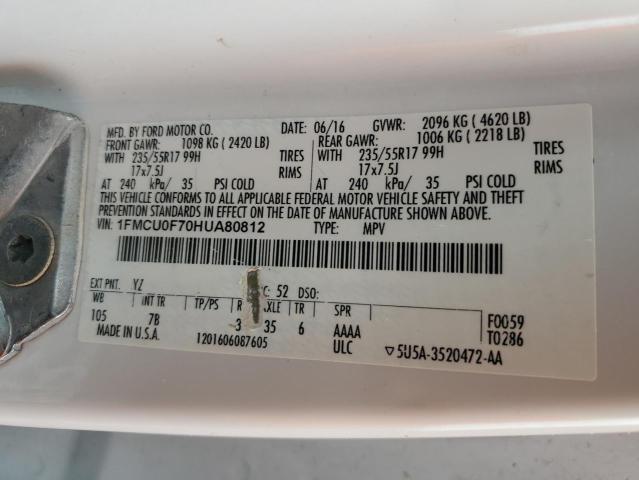 MFD. BY FORD MOTOR CO. DATE: 06/16 GVWR: 2096 KG ( 4620 LB)
FRONT GAWR: 1098 KG ( 2420 LB) REAR GAWR: 1006 KG ( 2218 LB)
WITH 235/55R17 99H TIRES WITH 235/55R17 99H TIRES
17x7.5J RIMS 17x7.5J RIMS
AT 240 kPa/ 35 PSI COLD AT 240 kPa/ 35 PSI COLD
THIS VEHICLE CONFORMS TO ALL APPLICABLE FEDERAL MOTOR VEHICLE SAFETY AND THEFT
PREVENTION STANDARDS IN EFFECT ON THE DATE OF MANUFACTURE SHOWN ABOVE.
VIN: 1FMCU0F70HUA80812 TYPE: MPV
EXT PNT: YZ C: 52 DSO:
WB INT TR TP/PS R AXLE TR SPR F0059
105 7B 3 35 6 AAAA T0286
MADE IN U.S.A. 1201606087605 ULC ▽5U5A-3520472-AA